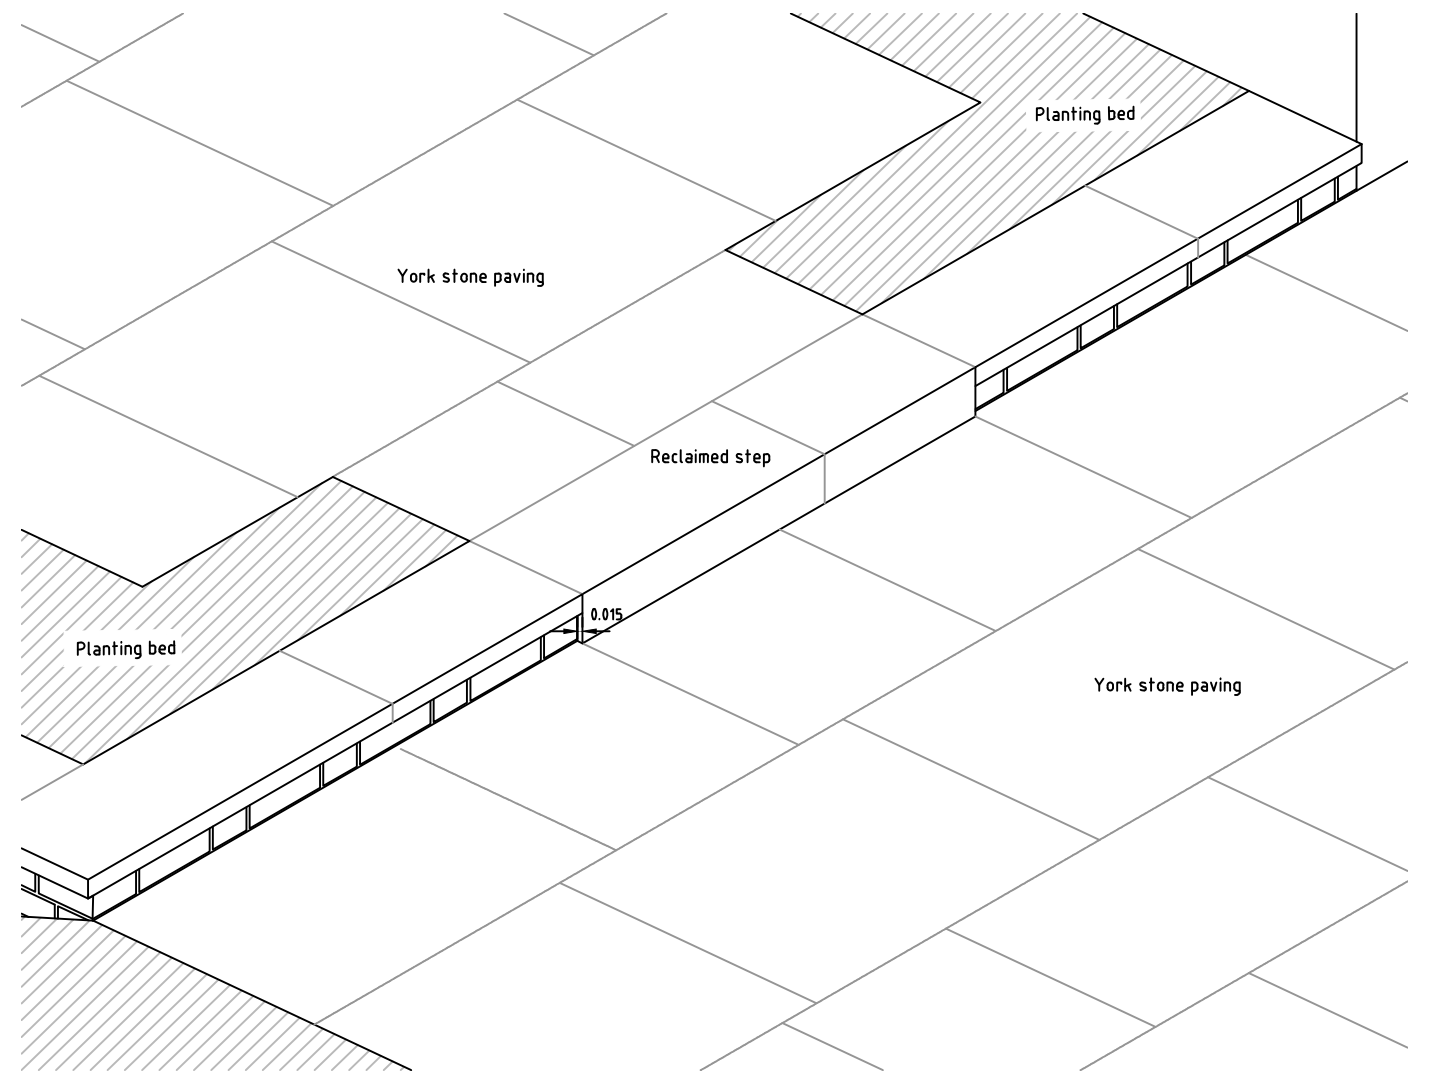 Planting bed
York stone paving
Reclaimed step
0.015
Planting bed
York stone paving